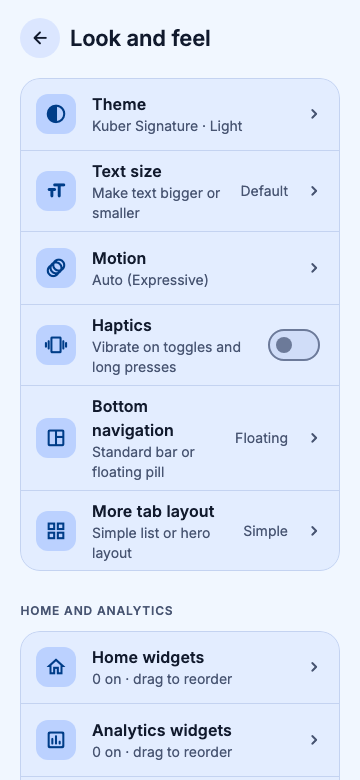 Look and feel
Theme
Kuber Signature · Light
Text size
Make text bigger or
smaller
Default
Motion
Auto (Expressive)
Haptics
Vibrate on toggles and
long presses
Bottom
navigation
Standard bar or
floating pill
Floating
More tab layout
Simple list or hero
layout
Simple
HOME AND ANALYTICS
Home widgets
0 on · drag to reorder
Analytics widgets
0 on · drag to reorder